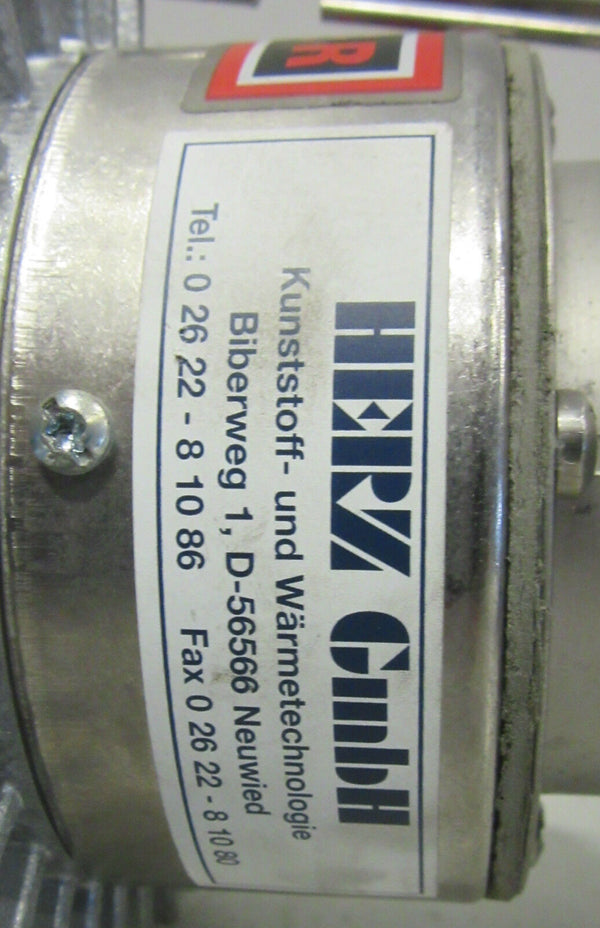 R
HERZ GmbH
Kunststoff- und Wärmetechnologie
Biberweg 1, D-56566 Neuwied
Tel.: 0 26 22 - 8 10 86 Fax 0 26 22 - 8 10 80